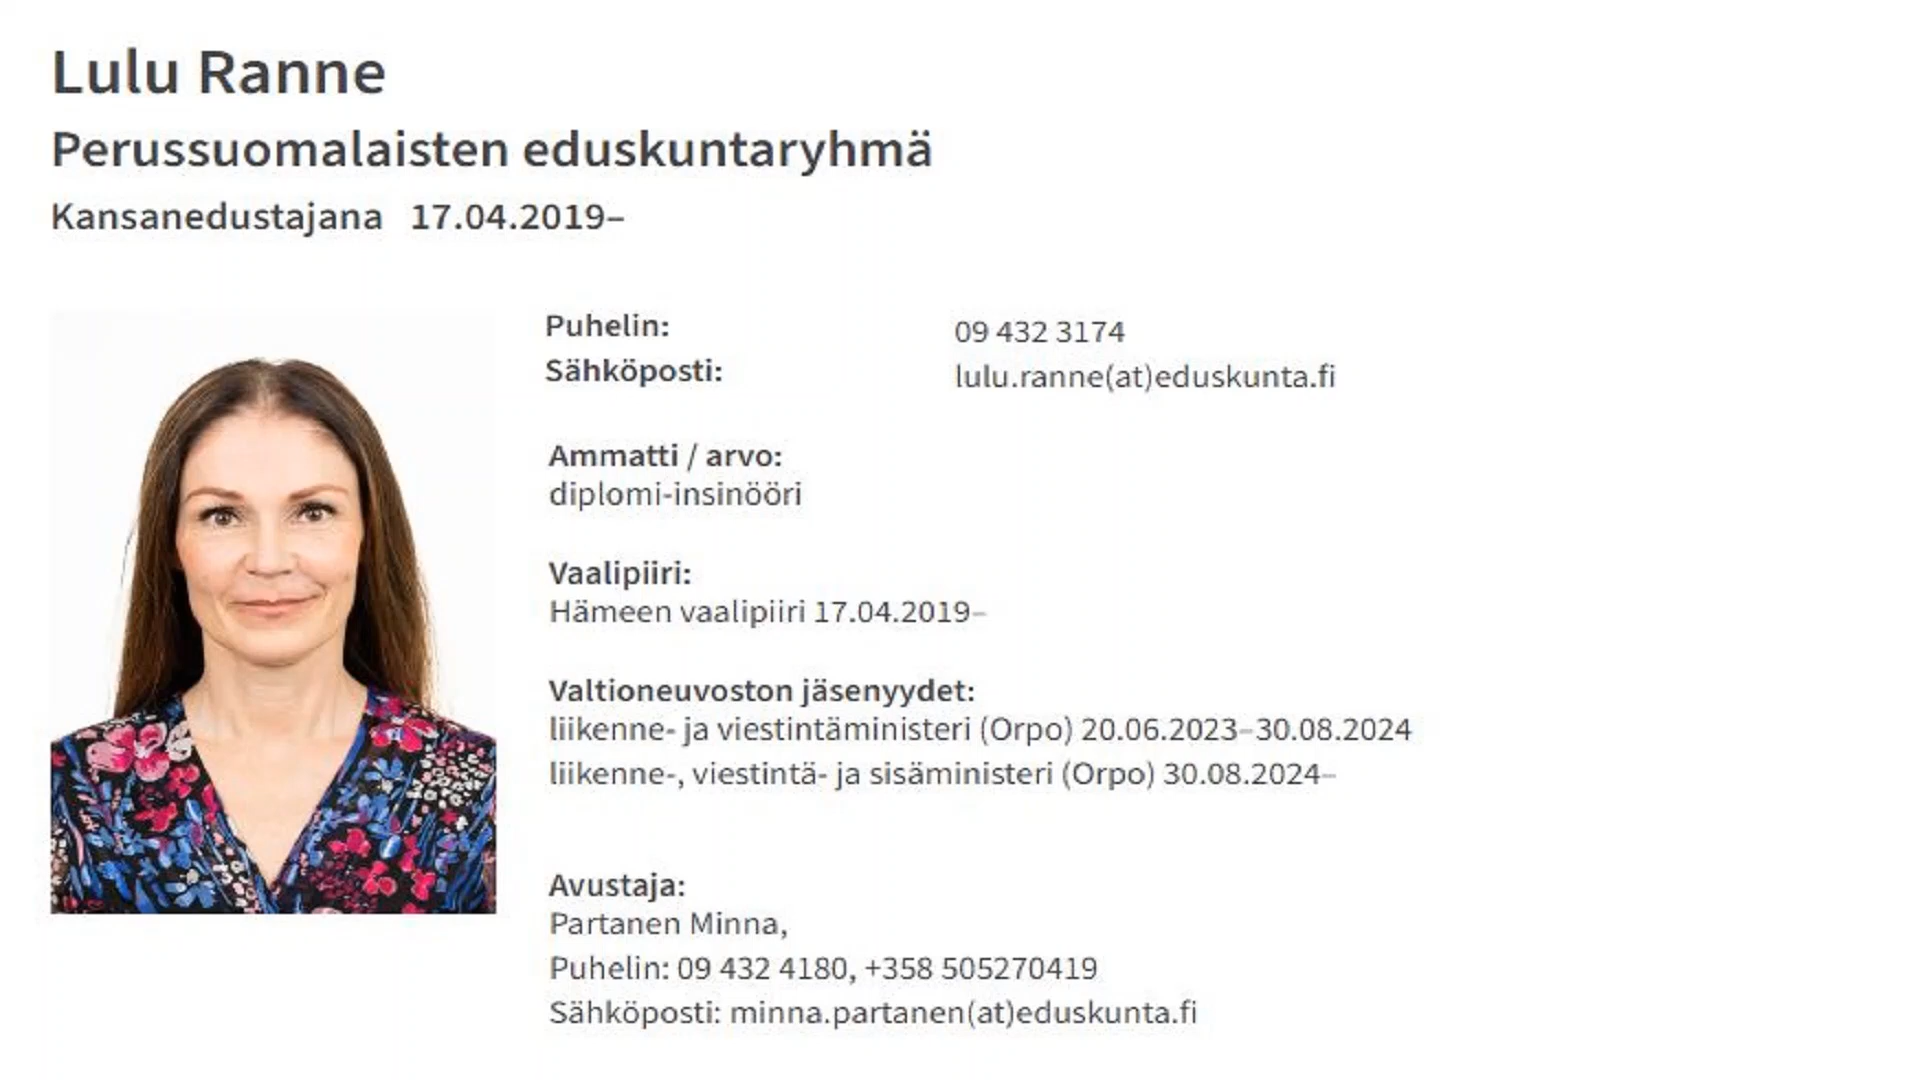 Lulu Ranne
Perussuomalaisten eduskuntaryhmä
Kansanedustajana 17.04.2019–
Puhelin: 09 432 3174
Sähköposti: lulu.ranne(at)eduskunta.fi
Ammatti / arvo:
diplomi-insinööri
Vaalipiiri:
Hämeen vaalipiiri 17.04.2019–
Valtioneuvoston jäsenyydet:
liikenne- ja viestintäministeri (Orpo) 20.06.2023–30.08.2024
liikenne-, viestintä- ja sisäministeri (Orpo) 30.08.2024–
Avustaja:
Partanen Minna,
Puhelin: 09 432 4180, +358 505270419
Sähköposti: minna.partanen(at)eduskunta.fi